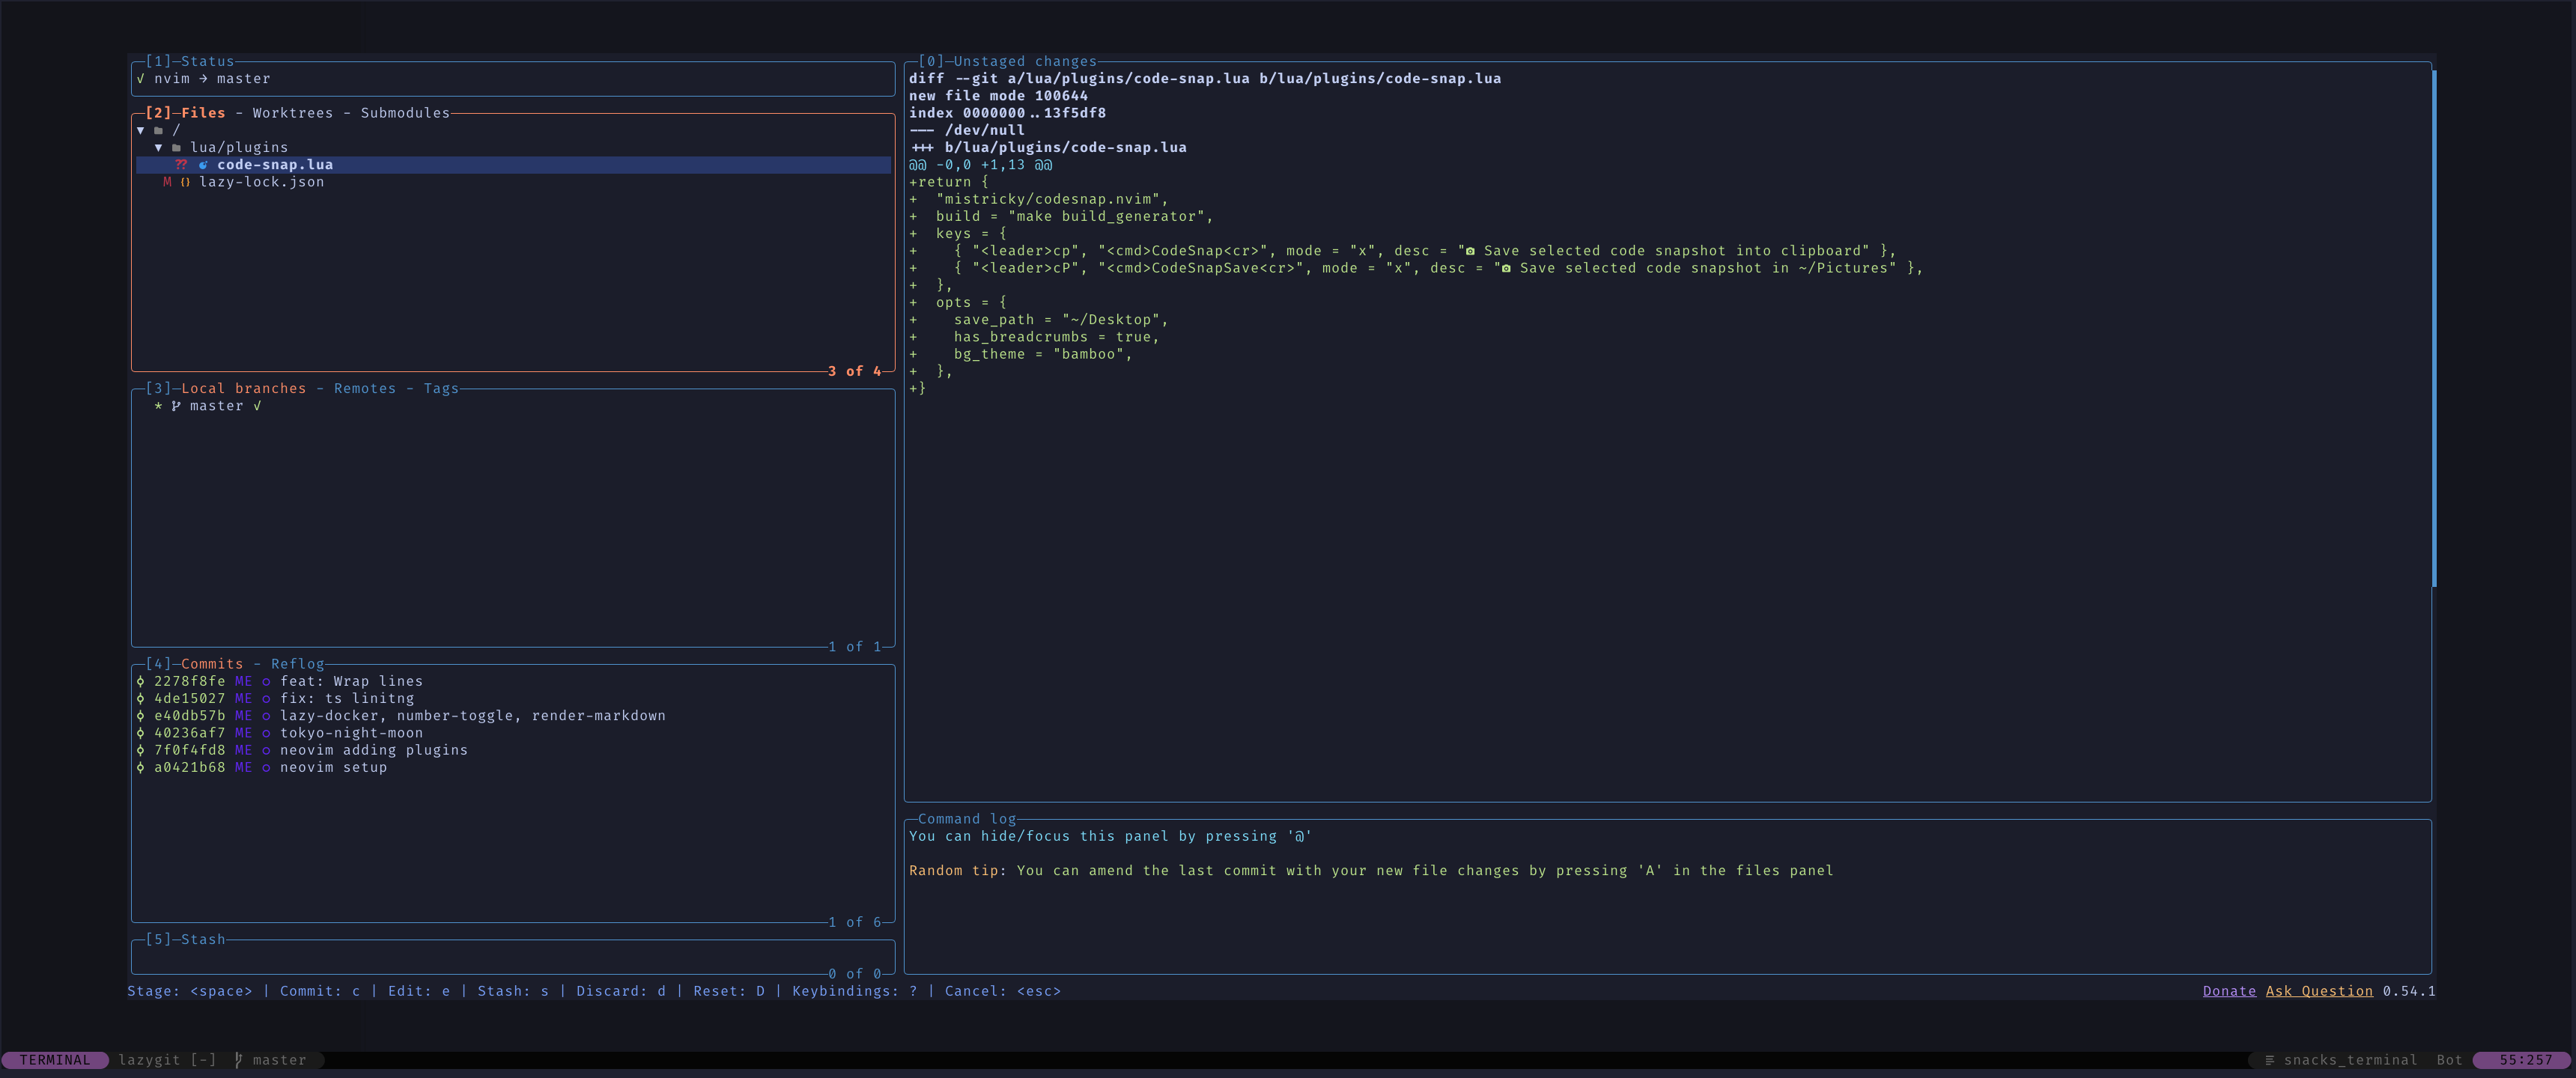 [1]─Status
✓ nvim → master
[2]─Files - Worktrees - Submodules
▼ /
▼ lua/plugins
?? code-snap.lua
M {} lazy-lock.json
3 of 4
[3]─Local branches - Remotes - Tags
* master ✓
1 of 1
[4]─Commits - Reflog
2278f8fe ME ○ feat: Wrap lines
4de15027 ME ○ fix: ts linitng
e40db57b ME ○ lazy-docker, number-toggle, render-markdown
40236af7 ME ○ tokyo-night-moon
7f0f4fd8 ME ○ neovim adding plugins
a0421b68 ME ○ neovim setup
1 of 6
[5]─Stash
0 of 0
[0]─Unstaged changes
diff --git a/lua/plugins/code-snap.lua b/lua/plugins/code-snap.lua
new file mode 100644
index 0000000..13f5df8
--- /dev/null
+++ b/lua/plugins/code-snap.lua
@@ -0,0 +1,13 @@
+return {
+  "mistricky/codesnap.nvim",
+  build = "make build_generator",
+  keys = {
+    { "<leader>cp", "<cmd>CodeSnap<cr>", mode = "x", desc = "📷 Save selected code snapshot into clipboard" },
+    { "<leader>cP", "<cmd>CodeSnapSave<cr>", mode = "x", desc = "📷 Save selected code snapshot in ~/Pictures" },
+  },
+  opts = {
+    save_path = "~/Desktop",
+    has_breadcrumbs = true,
+    bg_theme = "bamboo",
+  },
+}
Command log
You can hide/focus this panel by pressing '@'
Random tip: You can amend the last commit with your new file changes by pressing 'A' in the files panel
Stage: <space> | Commit: c | Edit: e | Stash: s | Discard: d | Reset: D | Keybindings: ? | Cancel: <esc>
Donate Ask Question 0.54.1
TERMINAL lazygit [-] master
snacks_terminal Bot 55:257